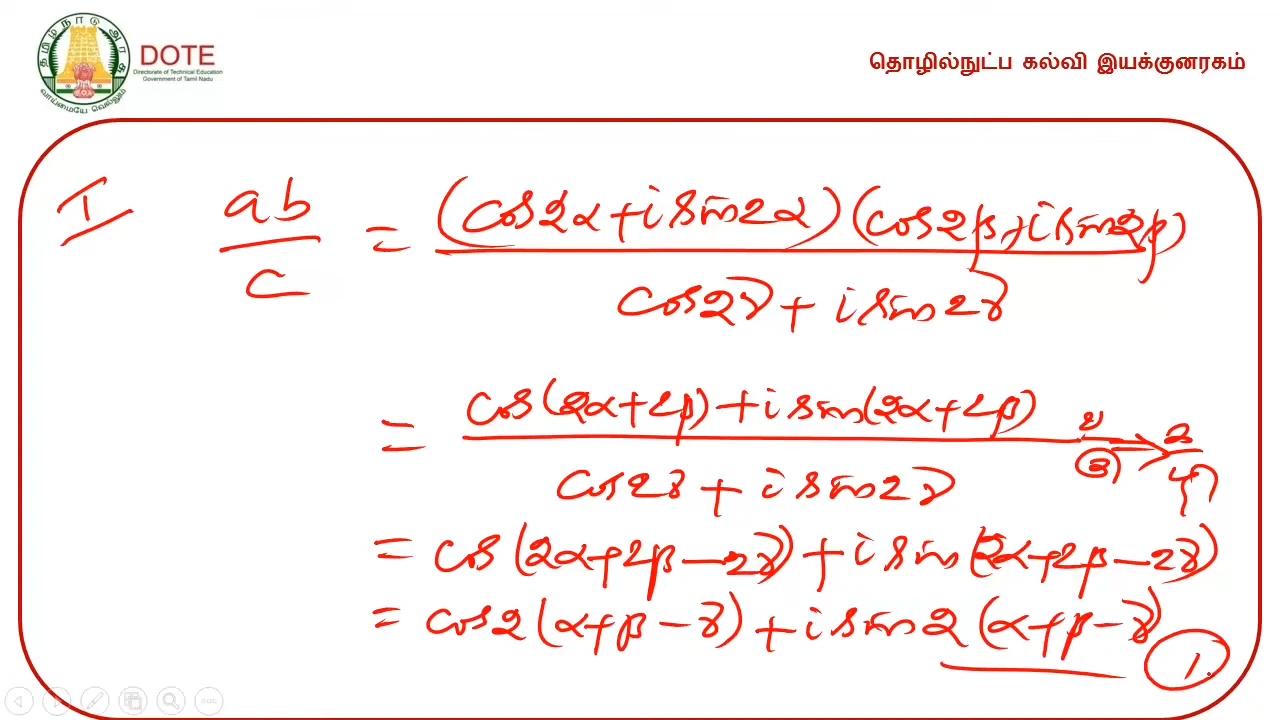 தமிழ்நாடு அரசு
வாய்மையே வெல்லும்
DOTE
Directorate of Technical Education
Government of Tamil Nadu
தொழில்நுட்ப கல்வி இயக்குனரகம்
I ab/c = (cos2α+i sin2α)(cos2β+i sin2β) / cos2γ + i sin2γ
= cos(2α+2β)+i sin(2α+2β) / cos2γ + i sin2γ
= cos(2α+2β-2γ)+i sin(2α+2β-2γ)
= cos2(α+β-γ)+i sin2(α+β-γ) 1.